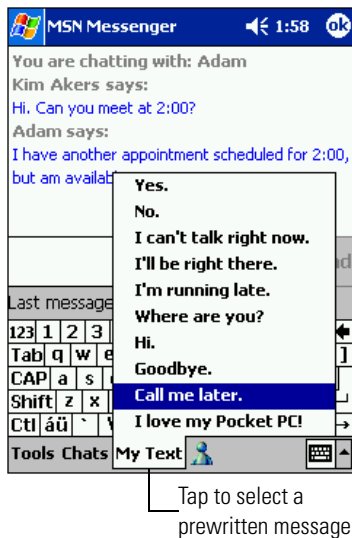 MSN Messenger 1:58 ok
You are chatting with: Adam
Kim Akers says:
Hi. Can you meet at 2:00?
Adam says:
I have another appointment scheduled for 2:00,
but am
Yes.
No.
I can't talk right now.
I'll be right there.
I'm running late.
Where are you?
Hi.
Goodbye.
Call me later.
I love my Pocket PC!
Last message
123 1 2 3
Tab q w e ]
CAP a s
Shift z x
Ctl áü `
Tools Chats My Text
Tap to select a
prewritten message